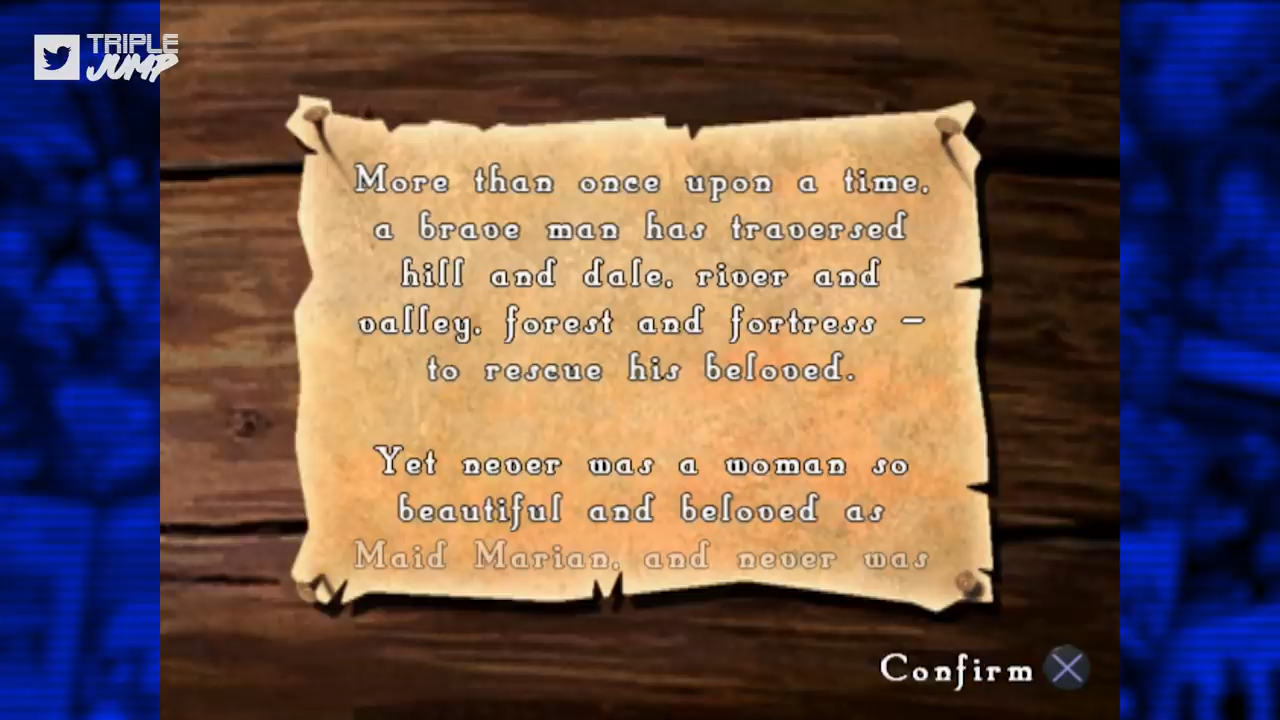 TRIPLE
JUMP
More than once upon a time,
a brave man has traversed
hill and dale, river and
valley, forest and fortress –
to rescue his beloved.
Yet never was a woman so
beautiful and beloved as
Maid Marian, and never was
Confirm